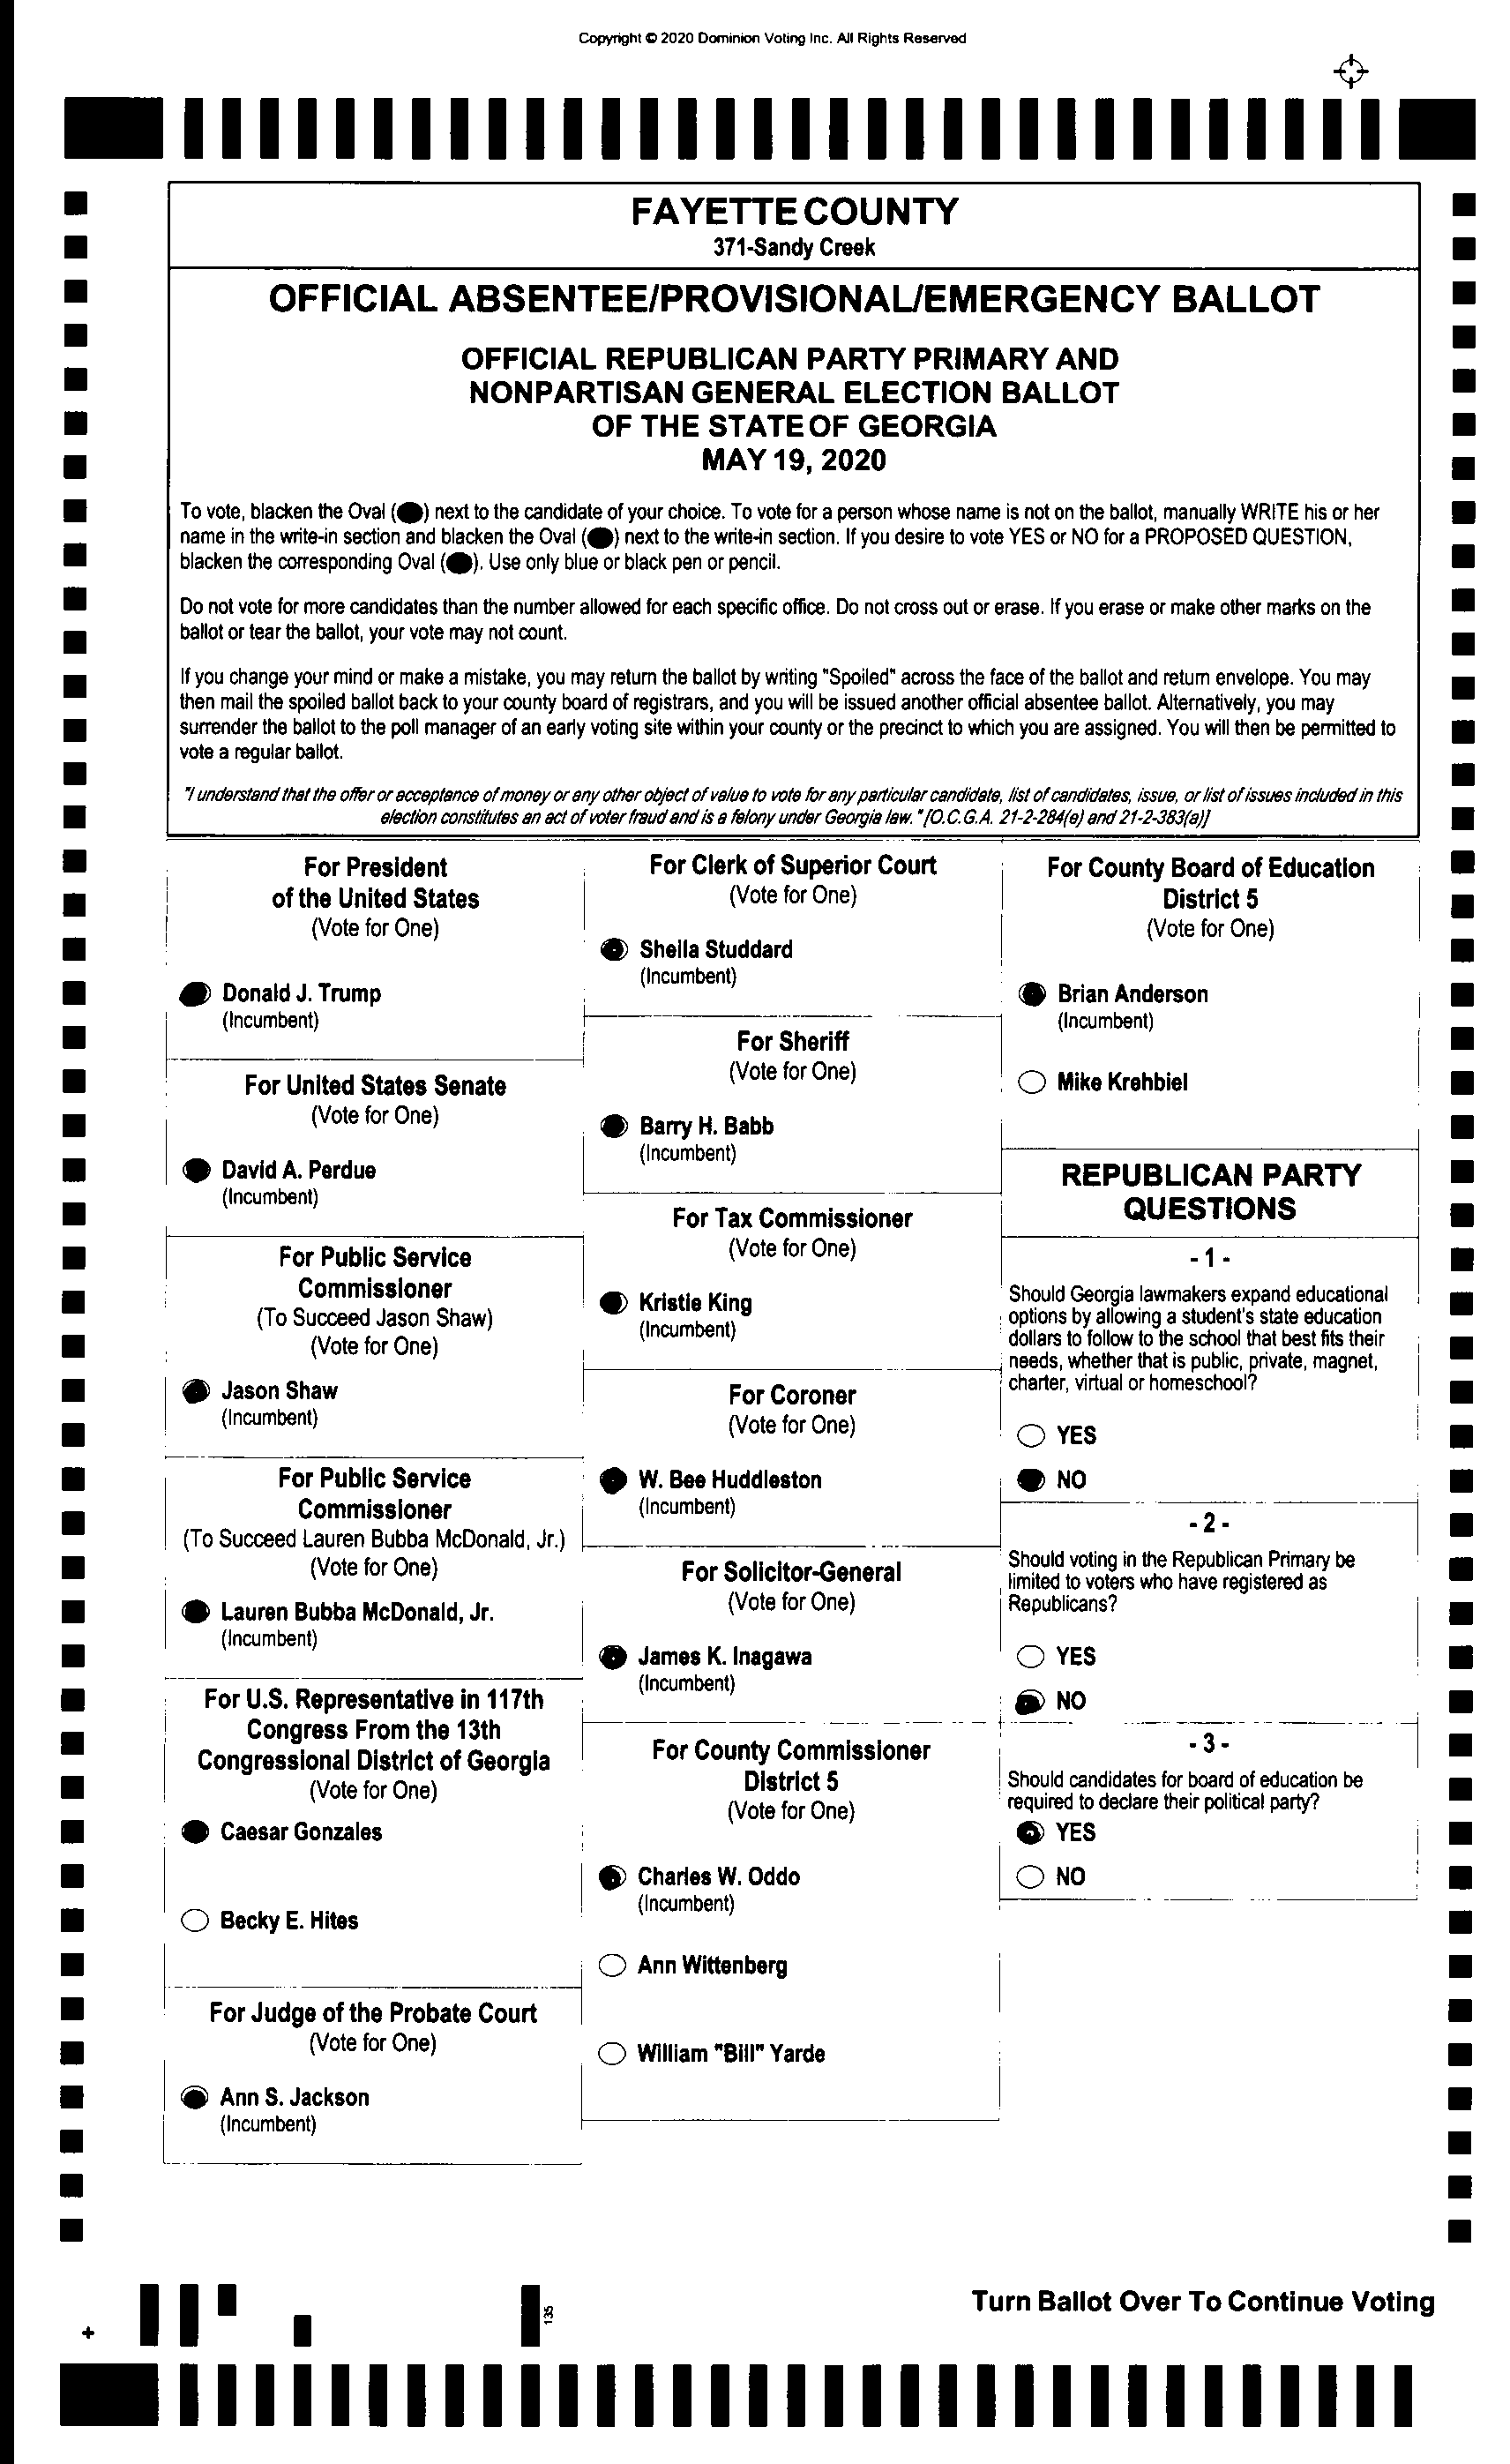 Copyright © 2020 Dominion Voting Inc. All Rights Reserved
FAYETTE COUNTY
371-Sandy Creek
OFFICIAL ABSENTEE/PROVISIONAL/EMERGENCY BALLOT
OFFICIAL REPUBLICAN PARTY PRIMARY AND
NONPARTISAN GENERAL ELECTION BALLOT
OF THE STATE OF GEORGIA
MAY 19, 2020
To vote, blacken the Oval ( ) next to the candidate of your choice. To vote for a person whose name is not on the ballot, manually WRITE his or her
name in the write-in section and blacken the Oval ( ) next to the write-in section. If you desire to vote YES or NO for a PROPOSED QUESTION,
blacken the corresponding Oval ( ). Use only blue or black pen or pencil.
Do not vote for more candidates than the number allowed for each specific office. Do not cross out or erase. If you erase or make other marks on the
ballot or tear the ballot, your vote may not count.
If you change your mind or make a mistake, you may return the ballot by writing "Spoiled" across the face of the ballot and return envelope. You may
then mail the spoiled ballot back to your county board of registrars, and you will be issued another official absentee ballot. Alternatively, you may
surrender the ballot to the poll manager of an early voting site within your county or the precinct to which you are assigned. You will then be permitted to
vote a regular ballot.
"I understand that the offer or acceptance of money or any other object of value to vote for any particular candidate, list of candidates, issue, or list of issues included in this
election constitutes an act of voter fraud and is a felony under Georgia law." [O.C.G.A. 21-2-284(e) and 21-2-383(a)]
For President
of the United States
(Vote for One)
Donald J. Trump
(Incumbent)
For United States Senate
(Vote for One)
David A. Perdue
(Incumbent)
For Public Service
Commissioner
(To Succeed Jason Shaw)
(Vote for One)
Jason Shaw
(Incumbent)
For Public Service
Commissioner
(To Succeed Lauren Bubba McDonald, Jr.)
(Vote for One)
Lauren Bubba McDonald, Jr.
(Incumbent)
For U.S. Representative in 117th
Congress From the 13th
Congressional District of Georgia
(Vote for One)
Caesar Gonzales
Becky E. Hites
For Judge of the Probate Court
(Vote for One)
Ann S. Jackson
(Incumbent)
For Clerk of Superior Court
(Vote for One)
Sheila Studdard
(Incumbent)
For Sheriff
(Vote for One)
Barry H. Babb
(Incumbent)
For Tax Commissioner
(Vote for One)
Kristie King
(Incumbent)
For Coroner
(Vote for One)
W. Bee Huddleston
(Incumbent)
For Solicitor-General
(Vote for One)
James K. Inagawa
(Incumbent)
For County Commissioner
District 5
(Vote for One)
Charles W. Oddo
(Incumbent)
Ann Wittenberg
William "Bill" Yarde
For County Board of Education
District 5
(Vote for One)
Brian Anderson
(Incumbent)
Mike Krehbiel
REPUBLICAN PARTY
QUESTIONS
- 1 -
Should Georgia lawmakers expand educational
options by allowing a student's state education
dollars to follow to the school that best fits their
needs, whether that is public, private, magnet,
charter, virtual or homeschool?
YES
NO
- 2 -
Should voting in the Republican Primary be
limited to voters who have registered as
Republicans?
YES
NO
- 3 -
Should candidates for board of education be
required to declare their political party?
YES
NO
135
Turn Ballot Over To Continue Voting